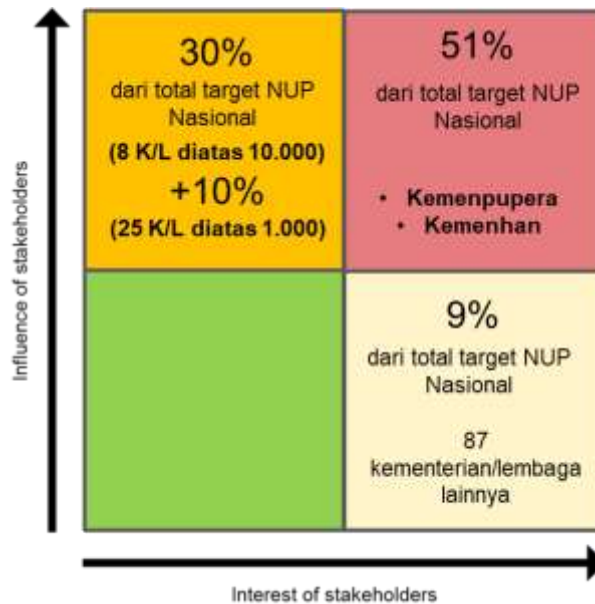 30%
dari total target NUP
Nasional
(8 K/L diatas 10.000)
+10%
(25 K/L diatas 1.000)
51%
dari total target NUP
Nasional
• Kemenpupera
• Kemenhan
9%
dari total target NUP
Nasional
87
kementerian/lembaga
lainnya
Influence of stakeholders
Interest of stakeholders